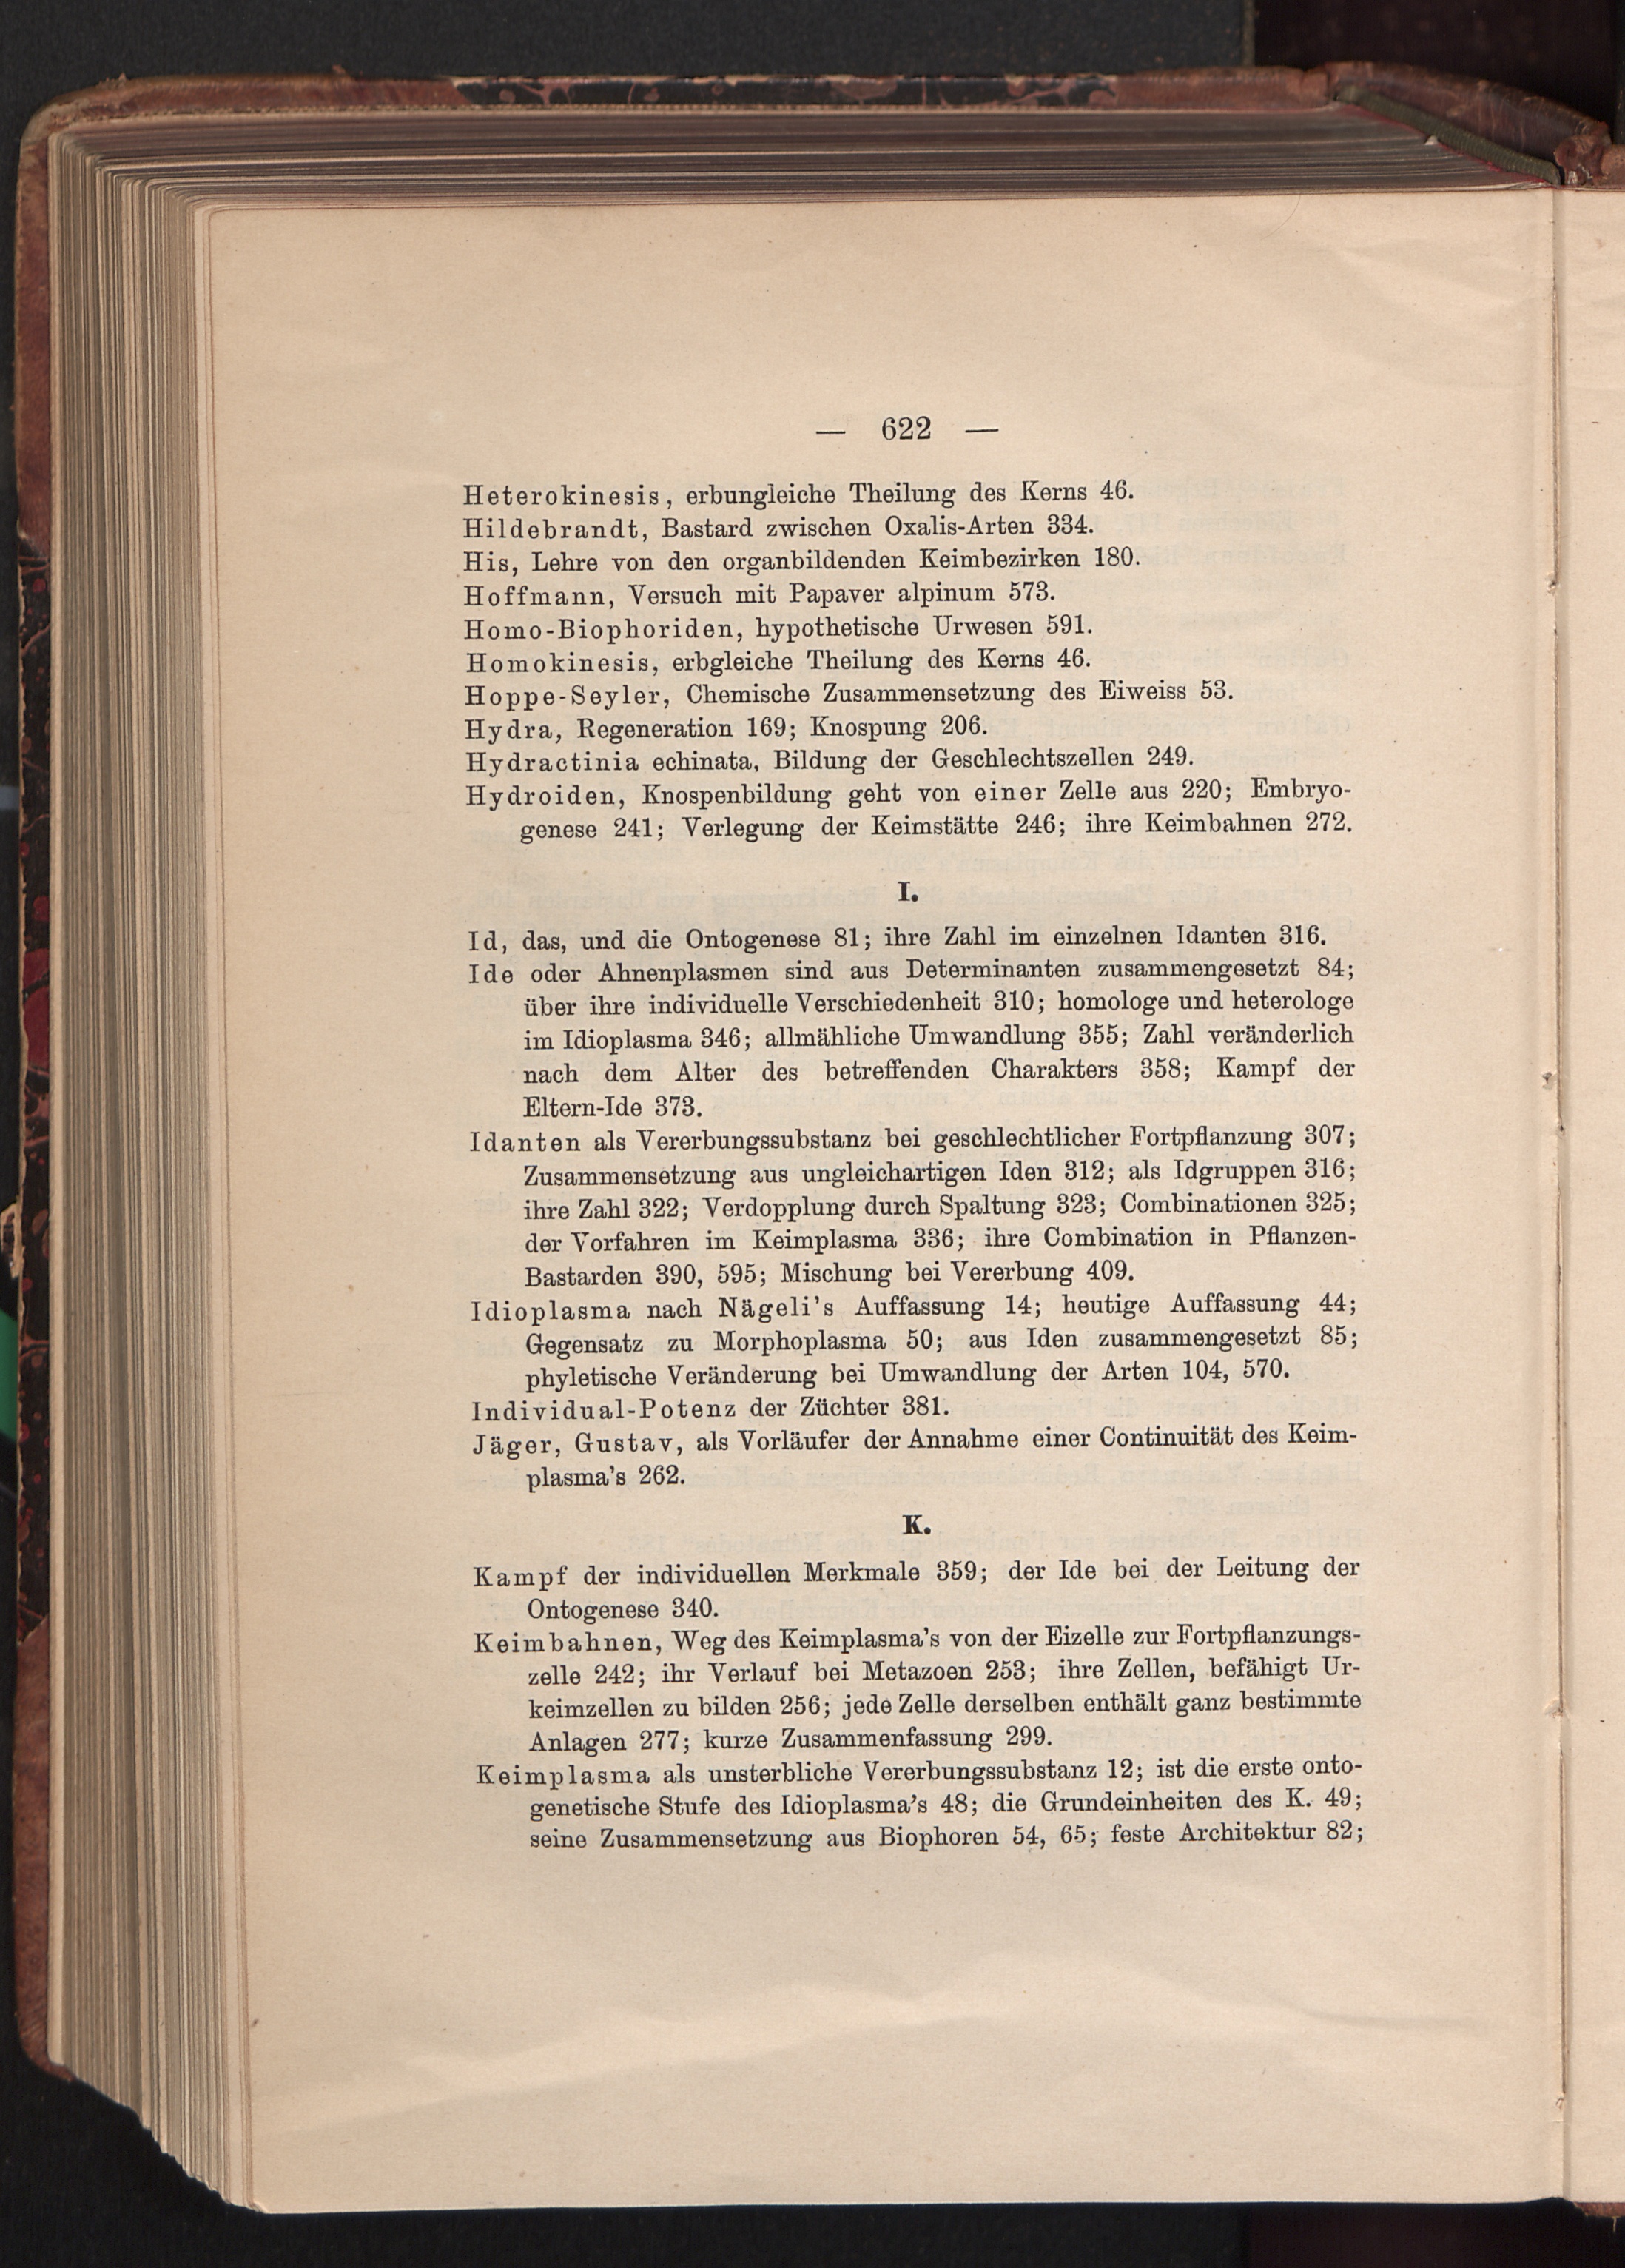 — 622 —
Heterokinesis, erbungleiche Theilung des Kerns 46.
Hildebrandt, Bastard zwischen Oxalis-Arten 334.
His, Lehre von den organbildenden Keimbezirken 180.
Hoffmann, Versuch mit Papaver alpinum 573.
Homo-Biophoriden, hypothetische Urwesen 591.
Homokinesis, erbgleiche Theilung des Kerns 46.
Hoppe-Seyler, Chemische Zusammensetzung des Eiweiss 53.
Hydra, Regeneration 169; Knospung 206.
Hydractinia echinata, Bildung der Geschlechtszellen 249.
Hydroiden, Knospenbildung geht von einer Zelle aus 220; Embryo-
genese 241; Verlegung der Keimstätte 246; ihre Keimbahnen 272.
I.
Id, das, und die Ontogenese 81; ihre Zahl im einzelnen Idanten 316.
Ide oder Ahnenplasmen sind aus Determinanten zusammengesetzt 84;
über ihre individuelle Verschiedenheit 310; homologe und heterologe
im Idioplasma 346; allmähliche Umwandlung 355; Zahl veränderlich
nach dem Alter des betreffenden Charakters 358; Kampf der
Eltern-Ide 373.
Idanten als Vererbungssubstanz bei geschlechtlicher Fortpflanzung 307;
Zusammensetzung aus ungleichartigen Iden 312; als Idgruppen 316;
ihre Zahl 322; Verdopplung durch Spaltung 323; Combinationen 325;
der Vorfahren im Keimplasma 336; ihre Combination in Pflanzen-
Bastarden 390, 595; Mischung bei Vererbung 409.
Idioplasma nach Nägeli's Auffassung 14; heutige Auffassung 44;
Gegensatz zu Morphoplasma 50; aus Iden zusammengesetzt 85;
phyletische Veränderung bei Umwandlung der Arten 104, 570.
Individual-Potenz der Züchter 381.
Jäger, Gustav, als Vorläufer der Annahme einer Continuität des Keim-
plasma's 262.
K.
Kampf der individuellen Merkmale 359; der Ide bei der Leitung der
Ontogenese 340.
Keimbahnen, Weg des Keimplasma's von der Eizelle zur Fortpflanzungs-
zelle 242; ihr Verlauf bei Metazoen 253; ihre Zellen, befähigt Ur-
keimzellen zu bilden 256; jede Zelle derselben enthält ganz bestimmte
Anlagen 277; kurze Zusammenfassung 299.
Keimplasma als unsterbliche Vererbungssubstanz 12; ist die erste onto-
genetische Stufe des Idioplasma's 48; die Grundeinheiten des K. 49;
seine Zusammensetzung aus Biophoren 54, 65; feste Architektur 82;